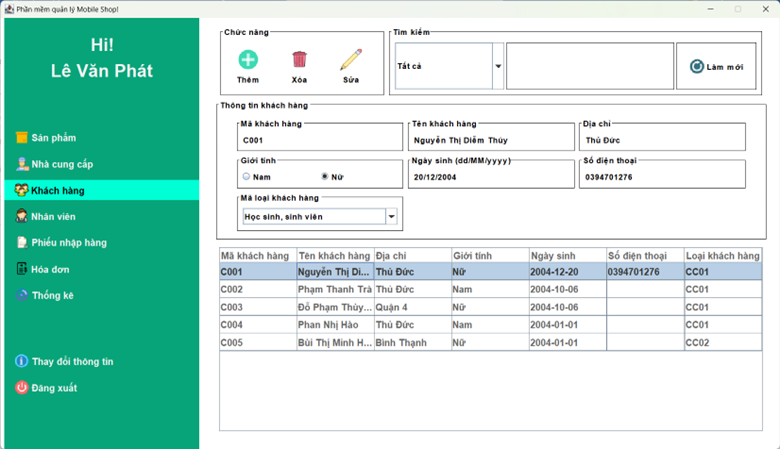 Phần mềm quản lý Mobile Shop!
Hi!
Lê Văn Phát
Sản phẩm
Nhà cung cấp
Khách hàng
Nhân viên
Phiếu nhập hàng
Hóa đơn
Thống kê
Thay đổi thông tin
Đăng xuất
Chức năng
Thêm Xóa Sửa
Tìm kiếm
Tất cả
Làm mới
Thông tin khách hàng
Mã khách hàng Tên khách hàng Địa chỉ
C001 Nguyễn Thị Diễm Thúy Thủ Đức
Giới tính Ngày sinh (dd/MM/yyyy) Số điện thoại
Nam Nữ 20/12/2004 0394701276
Mã loại khách hàng
Học sinh, sinh viên
Mã khách hàng Tên khách hàng Địa chỉ Giới tính Ngày sinh Số điện thoại Loại khách hàng
C001 Nguyễn Thị Di... Thủ Đức Nữ 2004-12-20 0394701276 CC01
C002 Phạm Thanh Trà Thủ Đức Nam 2004-10-06 CC01
C003 Đỗ Phạm Thúy... Quận 4 Nữ 2004-10-06 CC01
C004 Phan Nhị Hào Thủ Đức Nam 2004-01-01 CC01
C005 Bùi Thị Minh H... Bình Thạnh Nữ 2004-01-01 CC02